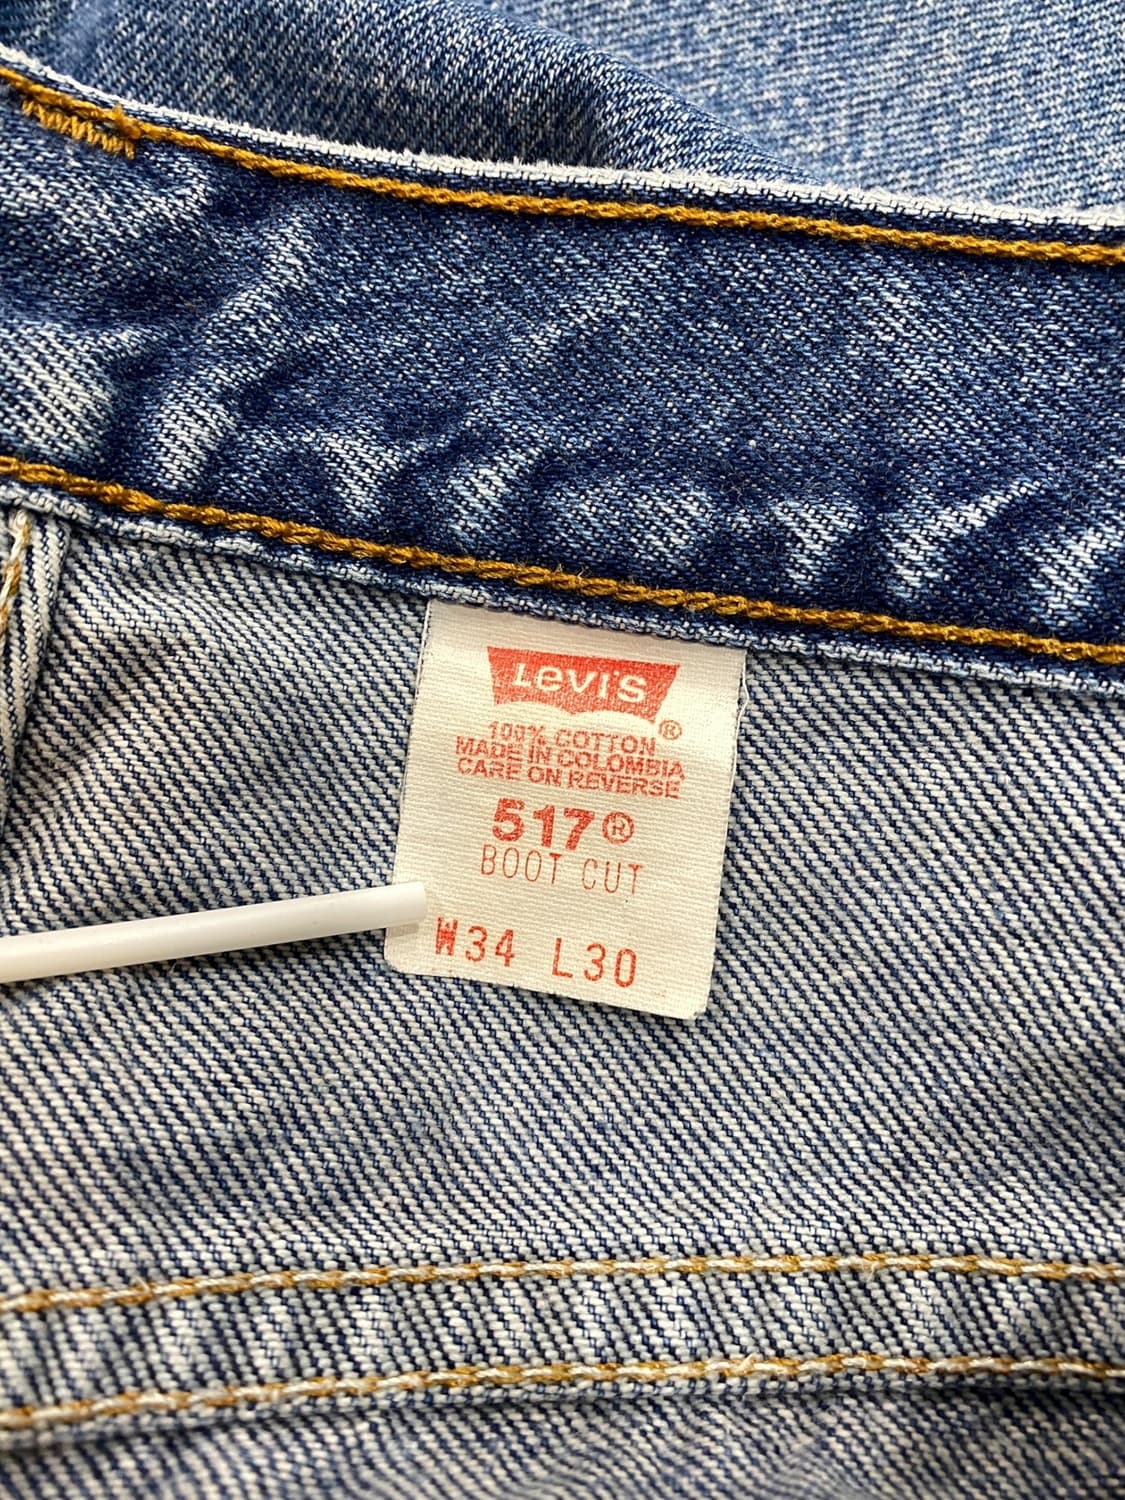 Levi's ®
100% COTTON
MADE IN COLOMBIA
CARE ON REVERSE
517®
BOOT CUT
W34 L30